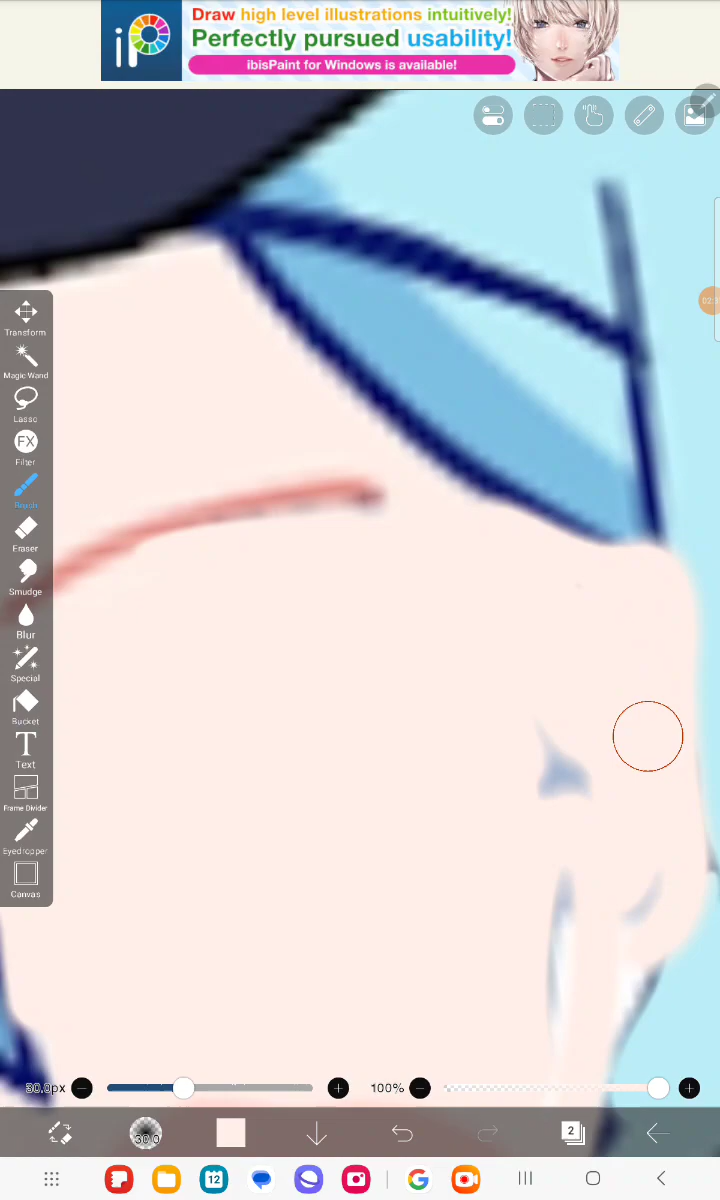 Draw high level illustrations intuitively!
iP
Perfectly pursued usability!
ibisPaint for Windows is available!
Transform
Magic Wand
Lasso
FX
Filter
Brush
Eraser
Smudge
Blur
Special
Bucket
T
Text
Frame Divider
Eyedropper
Canvas
30.0px
100%
30.0
2
12
G